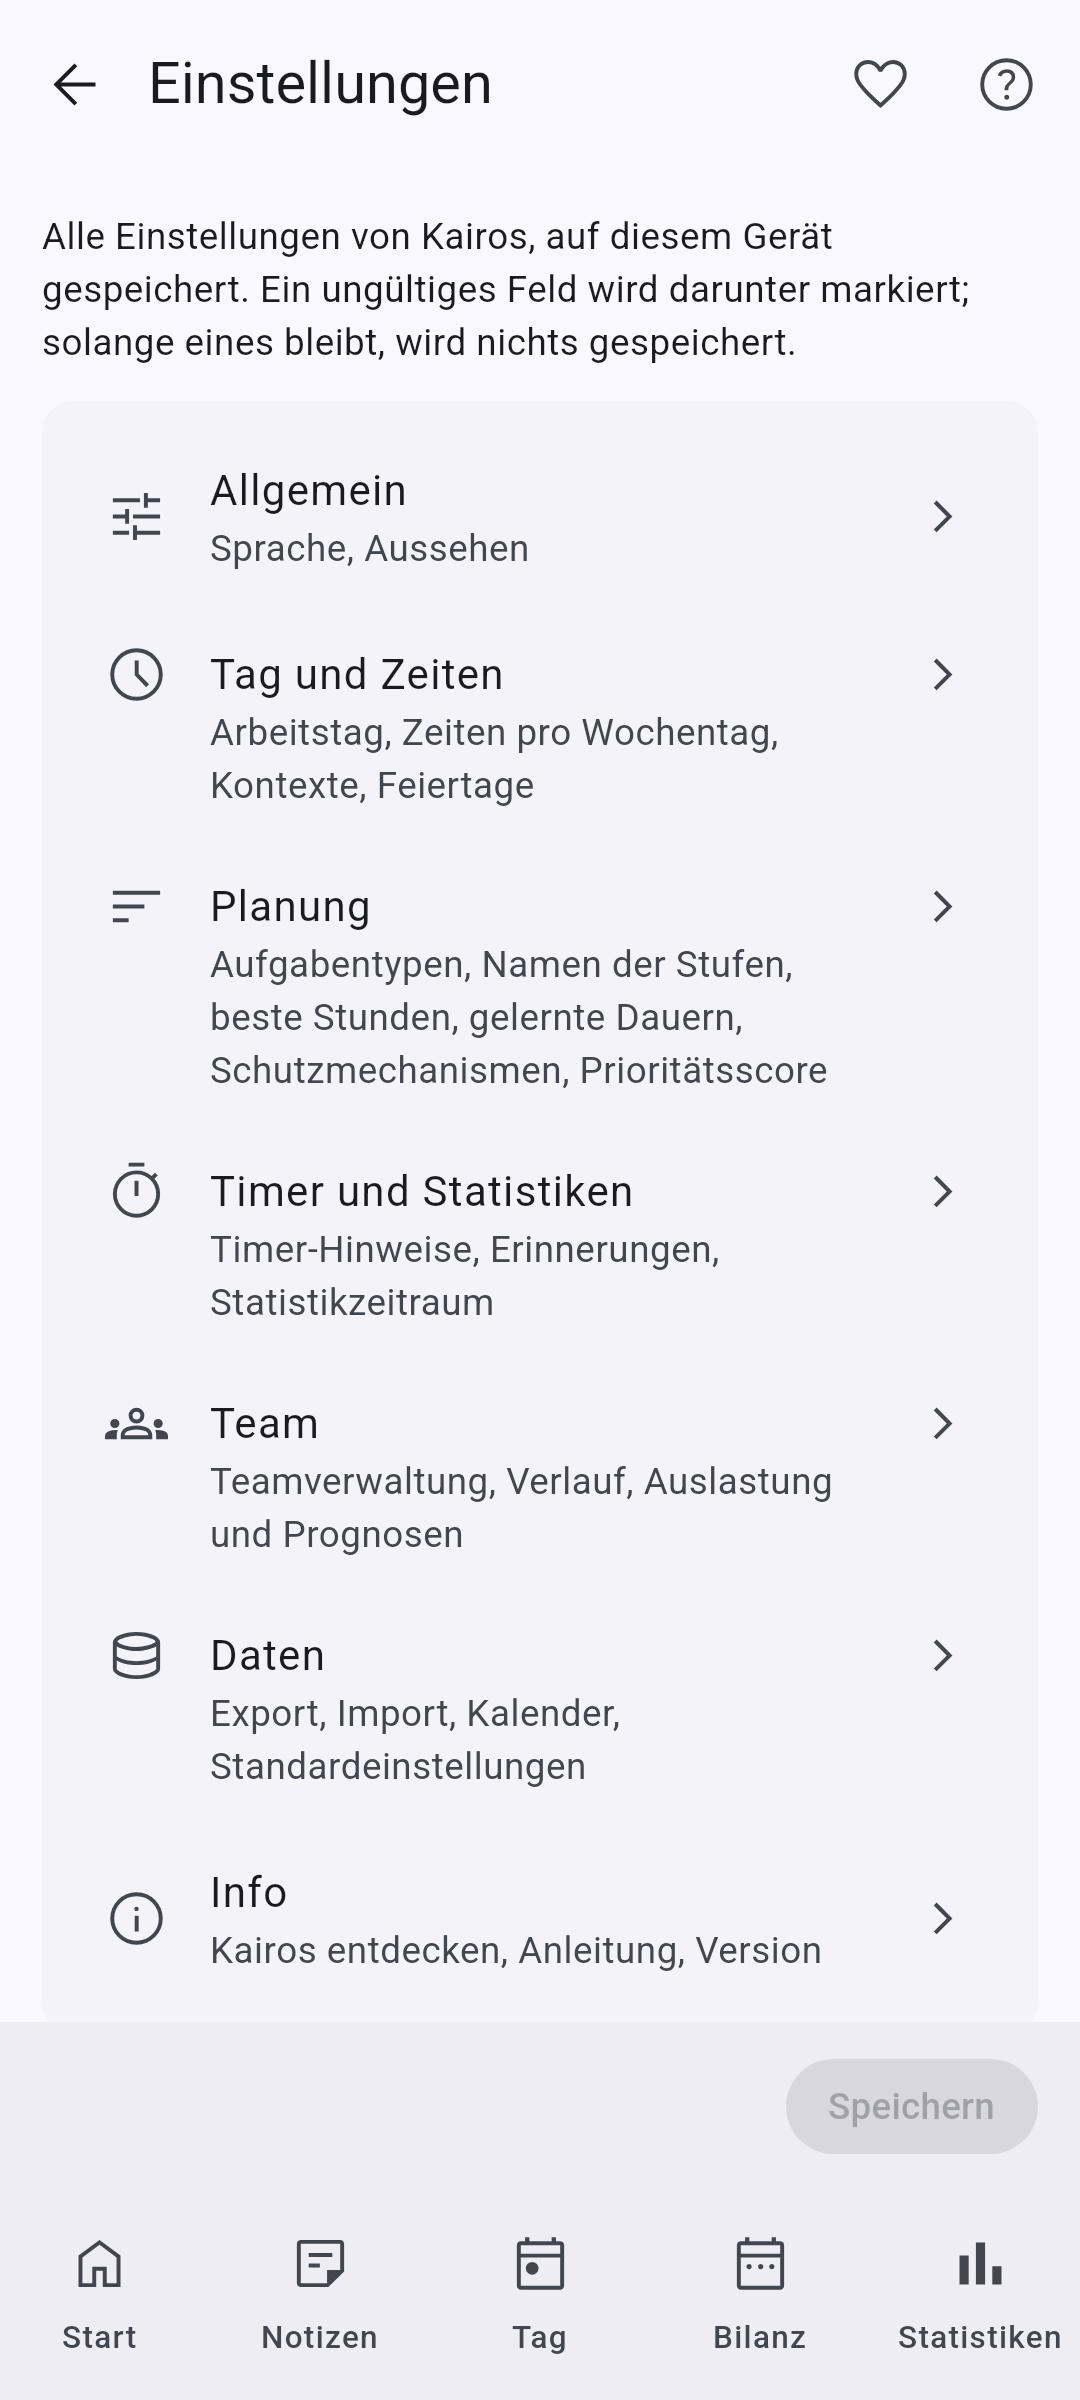 Einstellungen
Alle Einstellungen von Kairos, auf diesem Gerät
gespeichert. Ein ungültiges Feld wird darunter markiert;
solange eines bleibt, wird nichts gespeichert.
Allgemein
Sprache, Aussehen
Tag und Zeiten
Arbeitstag, Zeiten pro Wochentag,
Kontexte, Feiertage
Planung
Aufgabentypen, Namen der Stufen,
beste Stunden, gelernte Dauern,
Schutzmechanismen, Prioritätsscore
Timer und Statistiken
Timer-Hinweise, Erinnerungen,
Statistikzeitraum
Team
Teamverwaltung, Verlauf, Auslastung
und Prognosen
Daten
Export, Import, Kalender,
Standardeinstellungen
Info
Kairos entdecken, Anleitung, Version
Speichern
Start
Notizen
Tag
Bilanz
Statistiken